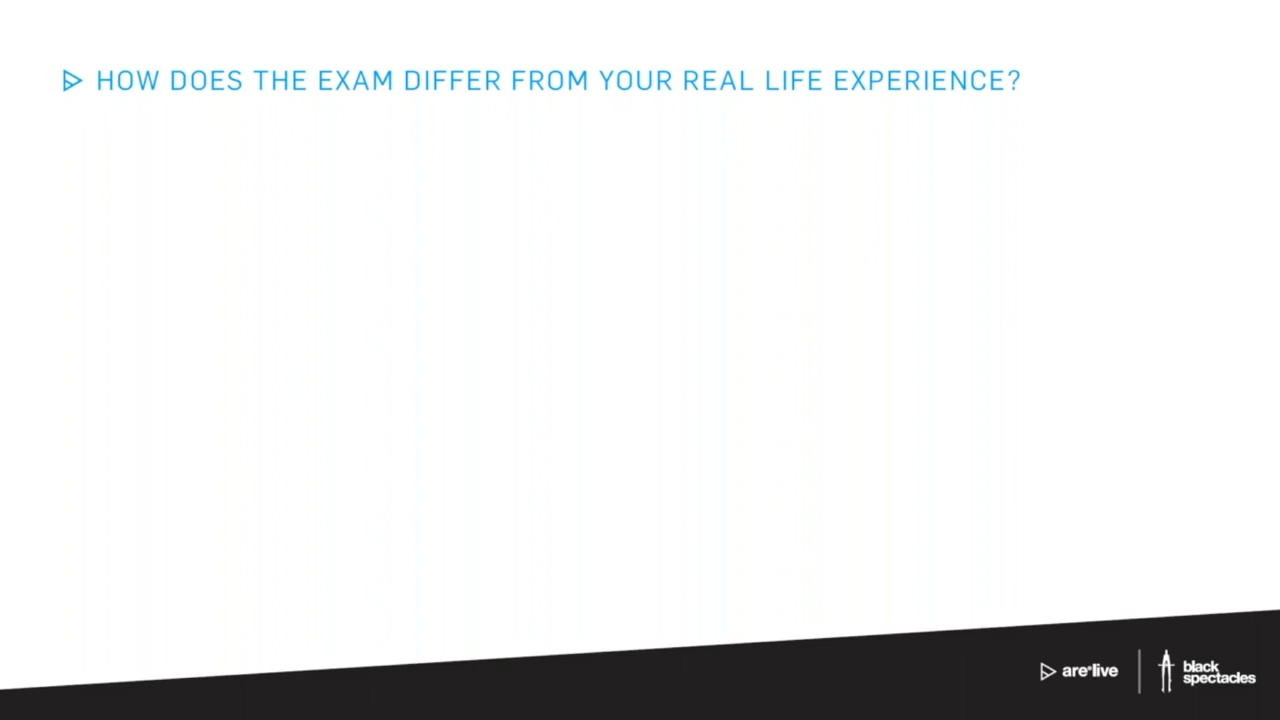 HOW DOES THE EXAM DIFFER FROM YOUR REAL LIFE EXPERIENCE?
are*live
black
spectacles